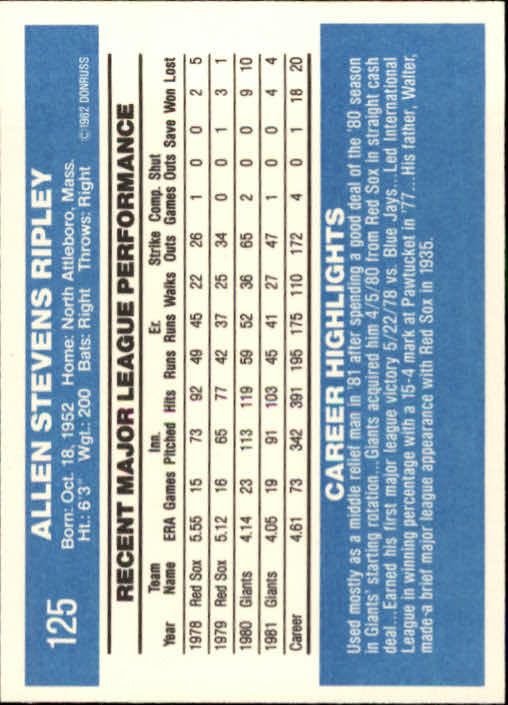 125
ALLEN STEVENS RIPLEY
Born: Oct. 18, 1952 Home: North Attleboro, Mass.
Ht.: 6'3" Wgt.: 200 Bats: Right Throws: Right
©1982 DONRUSS
RECENT MAJOR LEAGUE PERFORMANCE
Team Inn. Er. Strike Comp. Shut
Year Name ERA Games Pitched Hits Runs Runs Walks Outs Games Outs Save Won Lost
1978 Red Sox 5.55 15 73 92 49 45 22 26 1 0 0 2 5
1979 Red Sox 5.12 16 65 77 42 37 25 34 0 0 1 3 1
1980 Giants 4.14 23 113 119 59 52 36 65 2 0 0 9 10
1981 Giants 4.05 19 91 103 45 41 27 47 1 0 0 4 4
Career 4.61 73 342 391 195 175 110 172 4 0 1 18 20
CAREER HIGHLIGHTS
Used mostly as a middle relief man in '81 after spending a good deal of the '80 season
in Giants' starting rotation...Giants acquired him 4/5/80 from Red Sox in straight cash
deal...Earned his first major league victory 5/22/78 vs. Blue Jays...Led International
League in winning percentage with a 15-4 mark at Pawtucket in '77...His father, Walter,
made-a brief major league appearance with Red Sox in 1935.